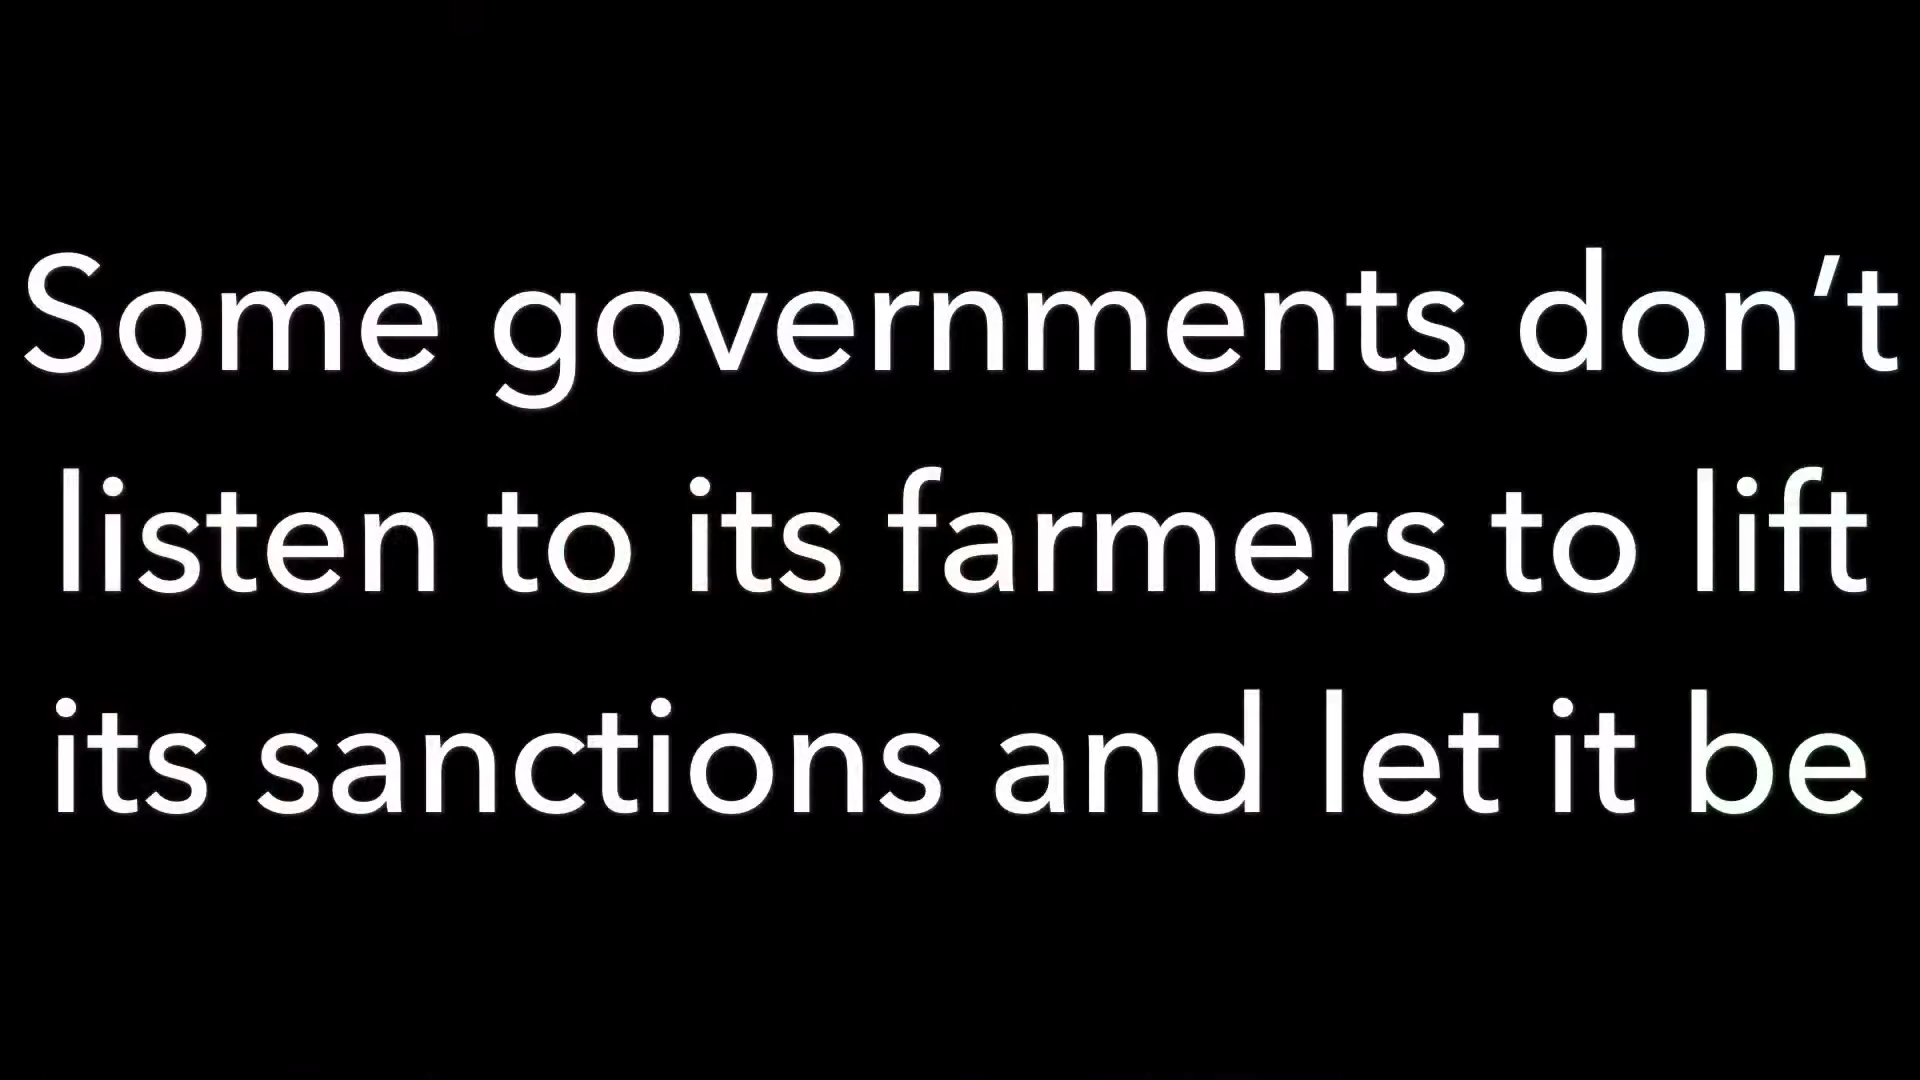 Some governments don’t
listen to its farmers to lift
its sanctions and let it be